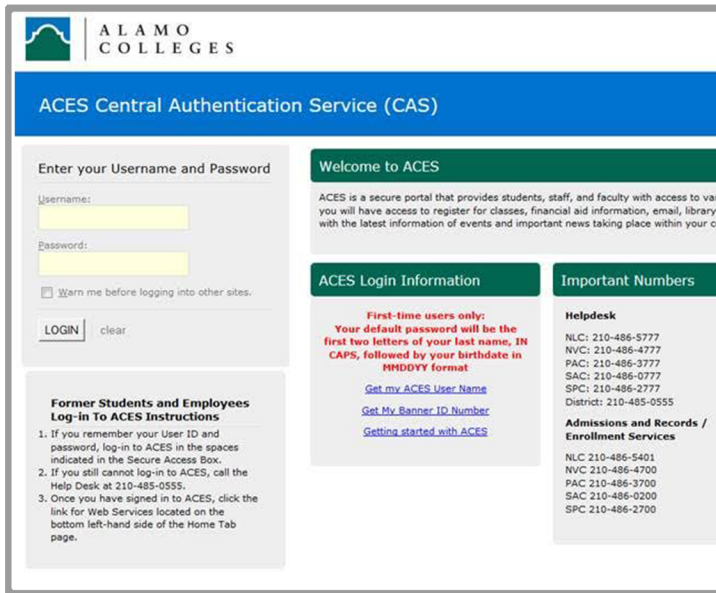 ALAMO
COLLEGES
ACES Central Authentication Service (CAS)
Enter your Username and Password
Username:
Password:
Warn me before logging into other sites.
LOGIN clear
Former Students and Employees
Log-in To ACES Instructions
1. If you remember your User ID and
password, log-in to ACES in the spaces
indicated in the Secure Access Box.
2. If you still cannot log-in to ACES, call the
Help Desk at 210-485-0555.
3. Once you have signed in to ACES, click the
link for Web Services located on the
bottom left-hand side of the Home Tab
page.
Welcome to ACES
ACES is a secure portal that provides students, staff, and faculty with access to
you will have access to register for classes, financial aid information, email, library
with the latest information of events and important news taking place within your
ACES Login Information
First-time users only:
Your default password will be the
first two letters of your last name, IN
CAPS, followed by your birthdate in
MMDDYY format
Get my ACES User Name
Get My Banner ID Number
Getting started with ACES
Important Numbers
Helpdesk
NLC: 210-486-5777
NVC: 210-486-4777
PAC: 210-486-3777
SAC: 210-486-0777
SPC: 210-486-2777
District: 210-485-0555
Admissions and Records /
Enrollment Services
NLC 210-486-5401
NVC 210-486-4700
PAC 210-486-3700
SAC 210-486-0200
SPC 210-486-2700